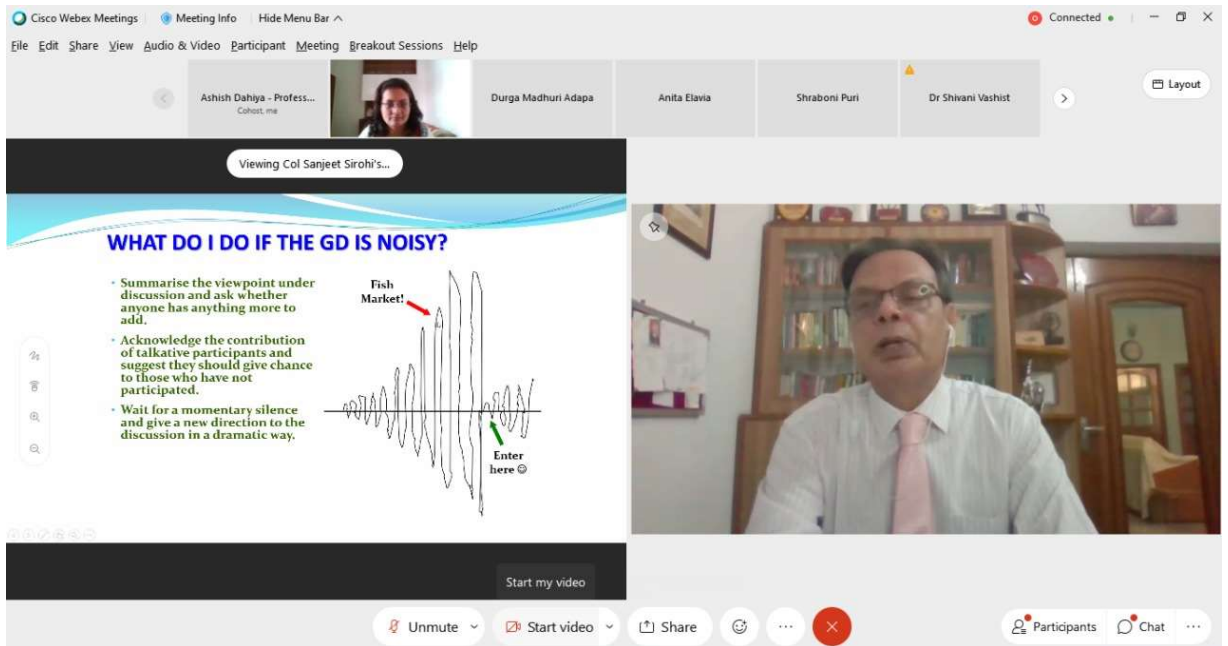 Cisco Webex Meetings Meeting Info Hide Menu Bar Connected
File Edit Share View Audio & Video Participant Meeting Breakout Sessions Help
Ashish Dahiya - Profess...
Cohost, me
Durga Madhuri Adapa
Anita Elavia
Shraboni Puri
Dr Shivani Vashist
Layout
Viewing Col Sanjeet Sirohi's...
WHAT DO I DO IF THE GD IS NOISY?
• Summarise the viewpoint under
discussion and ask whether
anyone has anything more to
add.
• Acknowledge the contribution
of talkative participants and
suggest they should give chance
to those who have not
participated.
• Wait for a momentary silence
and give a new direction to the
discussion in a dramatic way.
Fish
Market!
Enter
here ☺
Start my video
Unmute Start video Share Participants Chat